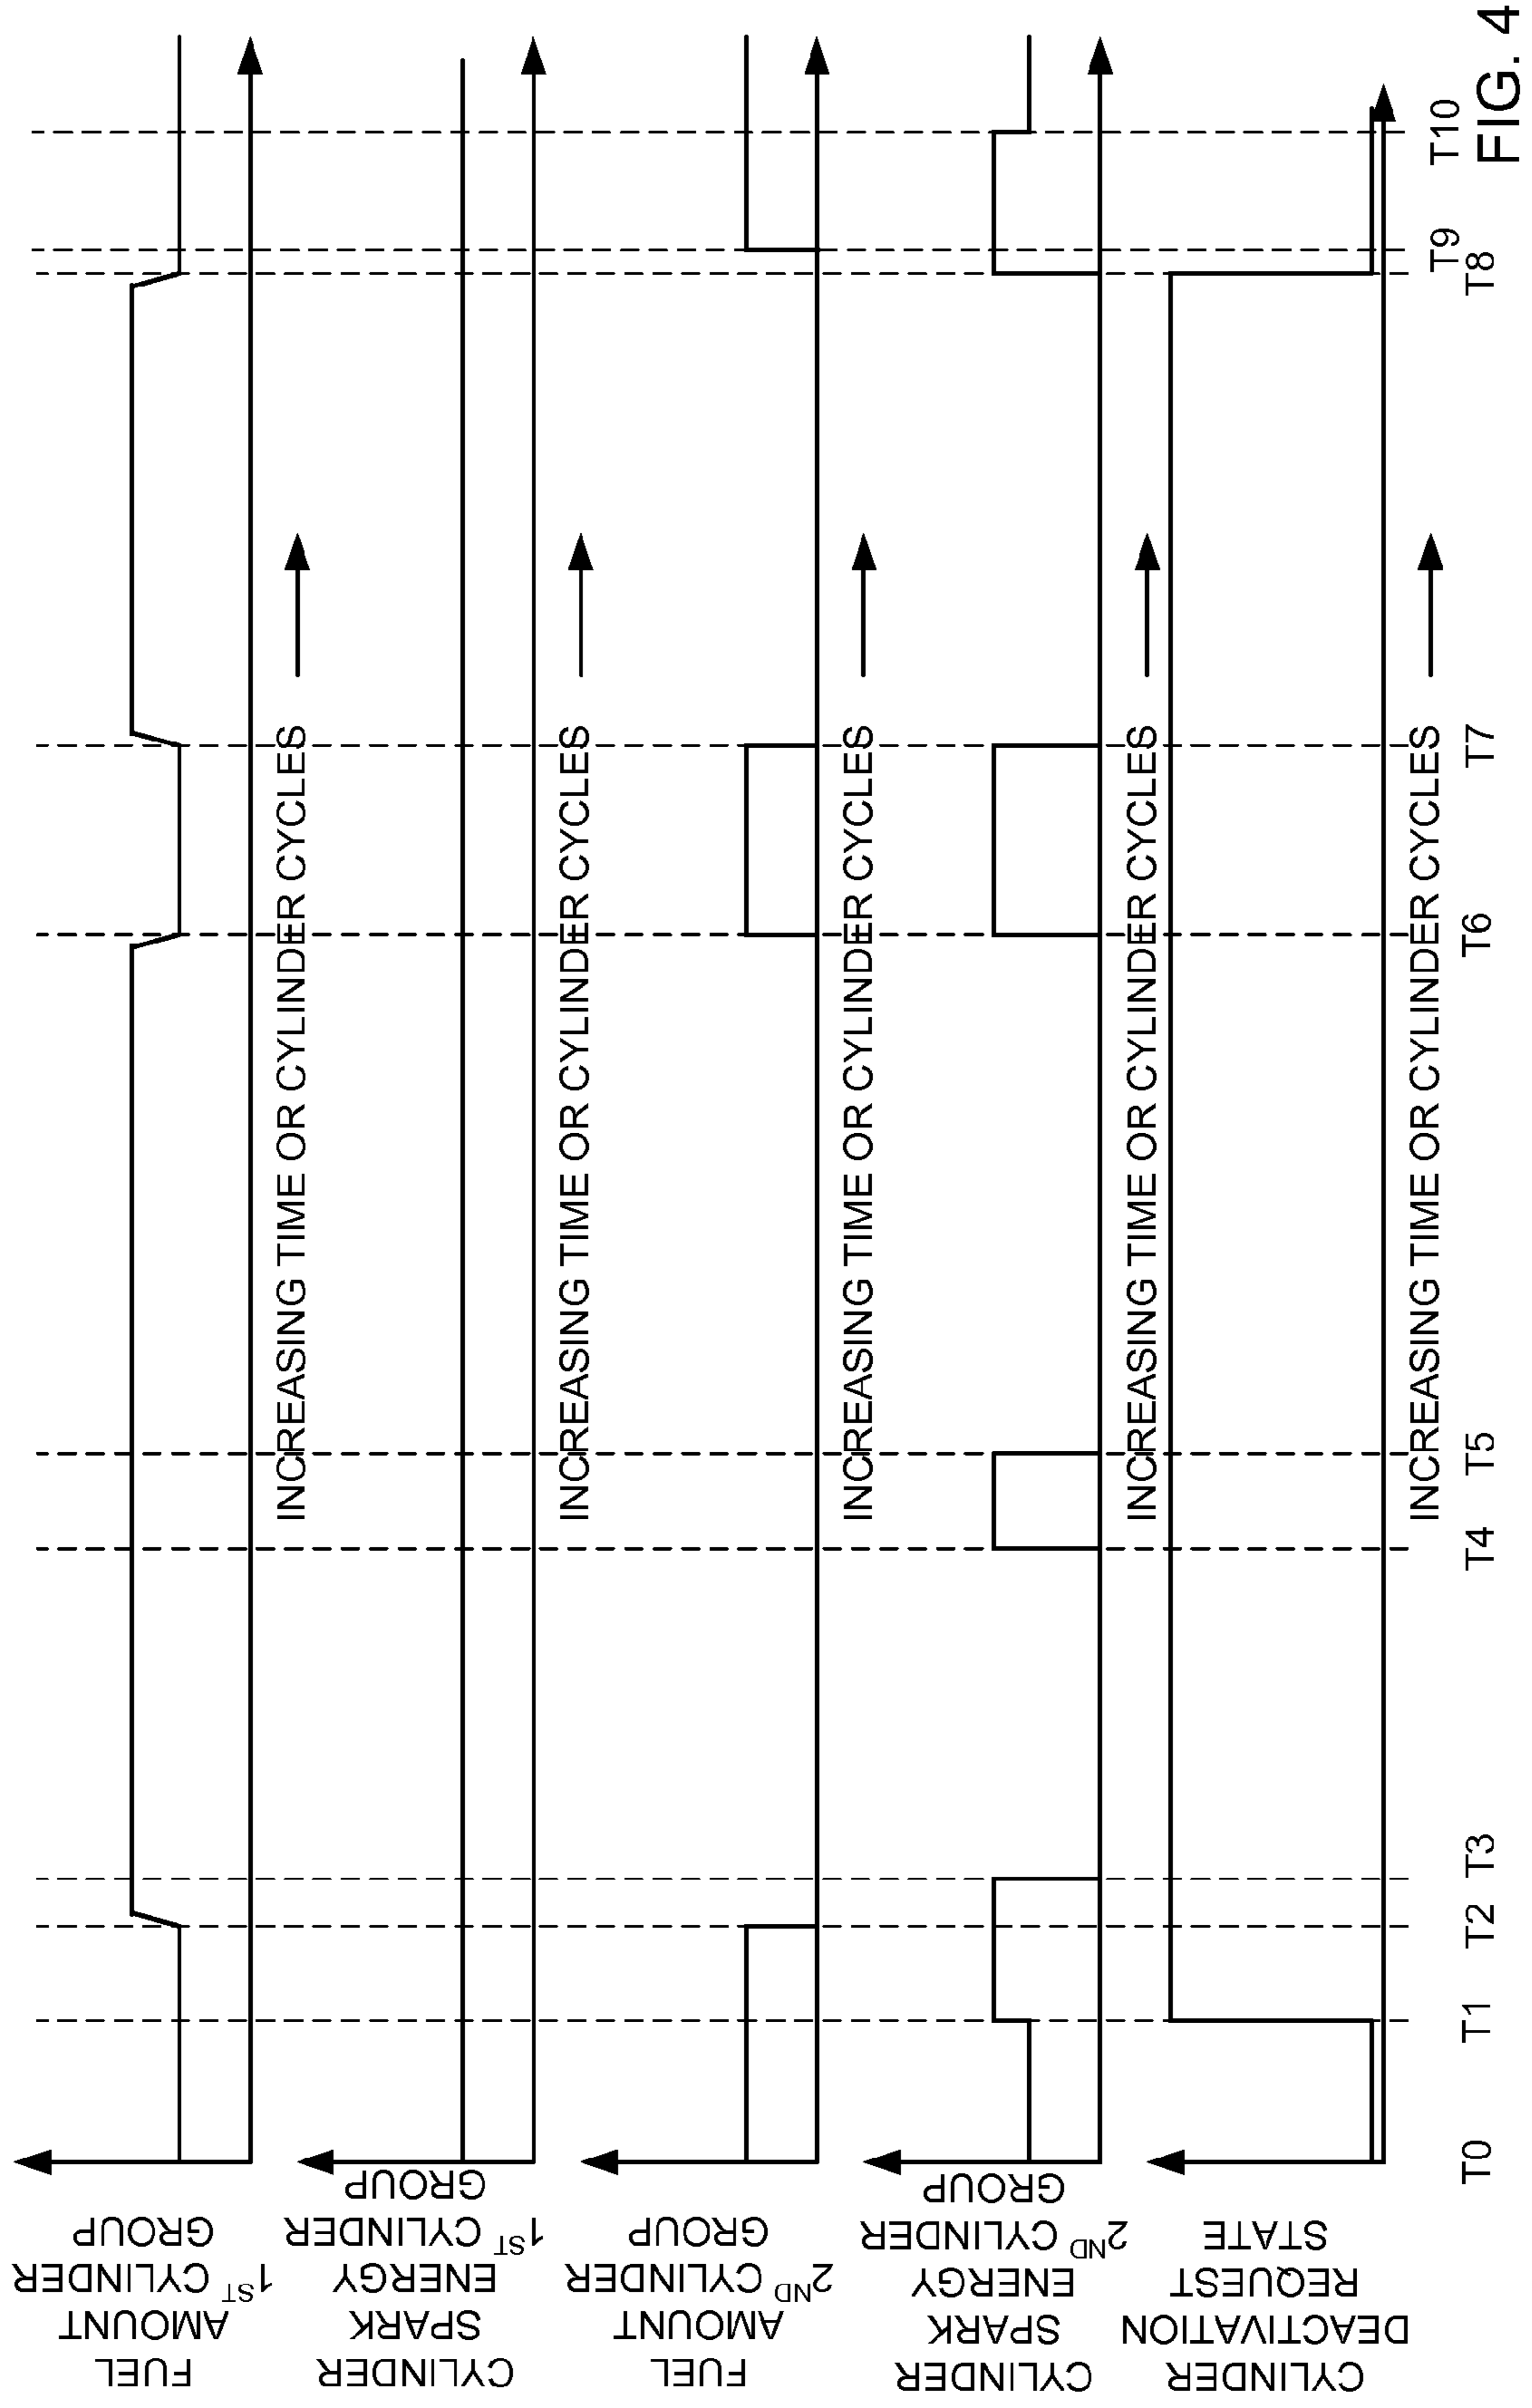 FUEL
AMOUNT
1ST CYLINDER
GROUP
INCREASING TIME OR CYLINDER CYCLES
CYLINDER
SPARK
ENERGY
1ST CYLINDER
GROUP
INCREASING TIME OR CYLINDER CYCLES
FUEL
AMOUNT
2ND CYLINDER
GROUP
INCREASING TIME OR CYLINDER CYCLES
CYLINDER
SPARK
ENERGY
2ND CYLINDER
GROUP
INCREASING TIME OR CYLINDER CYCLES
CYLINDER
DEACTIVATION
REQUEST
STATE
INCREASING TIME OR CYLINDER CYCLES
T0
T1
T2
T3
T4
T5
T6
T7
T8
T9
T10
FIG. 4